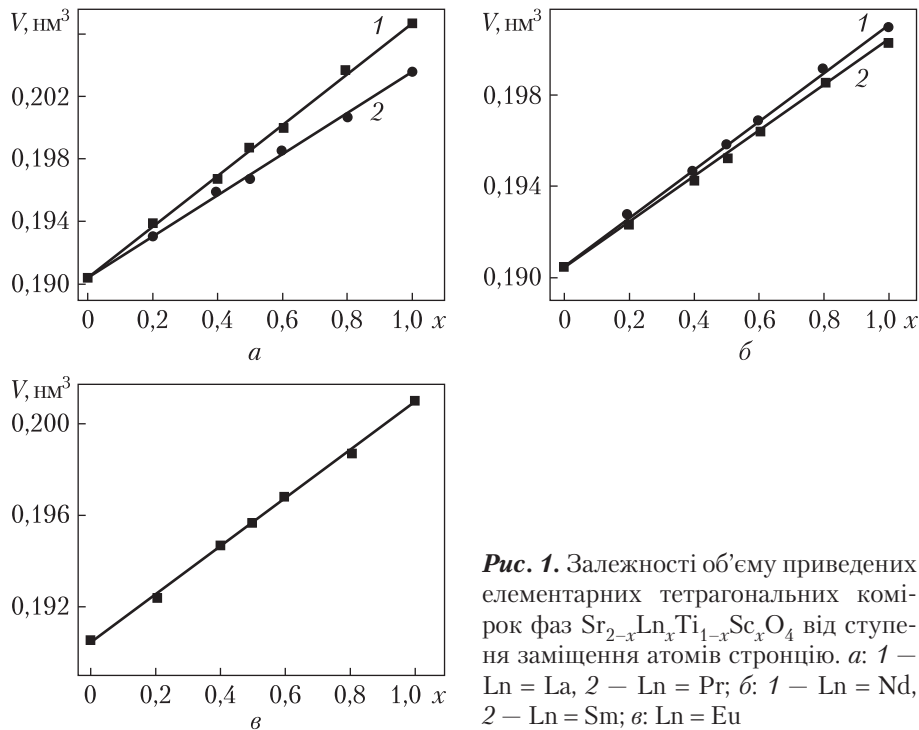 V, нм³
1
0,202
2
0,198
0,194
0,190
0 0,2 0,4 0,6 0,8 1,0 x
а
V, нм³
1
0,198
2
0,194
0,190
0 0,2 0,4 0,6 0,8 1,0 x
б
V, нм³
0,200
0,196
0,192
0 0,2 0,4 0,6 0,8 1,0 x
в
Рис. 1. Залежності об’єму приведених
елементарних тетрагональних комі-
рок фаз Sr₂₋ₓLnₓTi₁₋ₓScₓO₄ від ступе-
ня заміщення атомів стронцію. а: 1 —
Ln = La, 2 — Ln = Pr; б: 1 — Ln = Nd,
2 — Ln = Sm; в: Ln = Eu